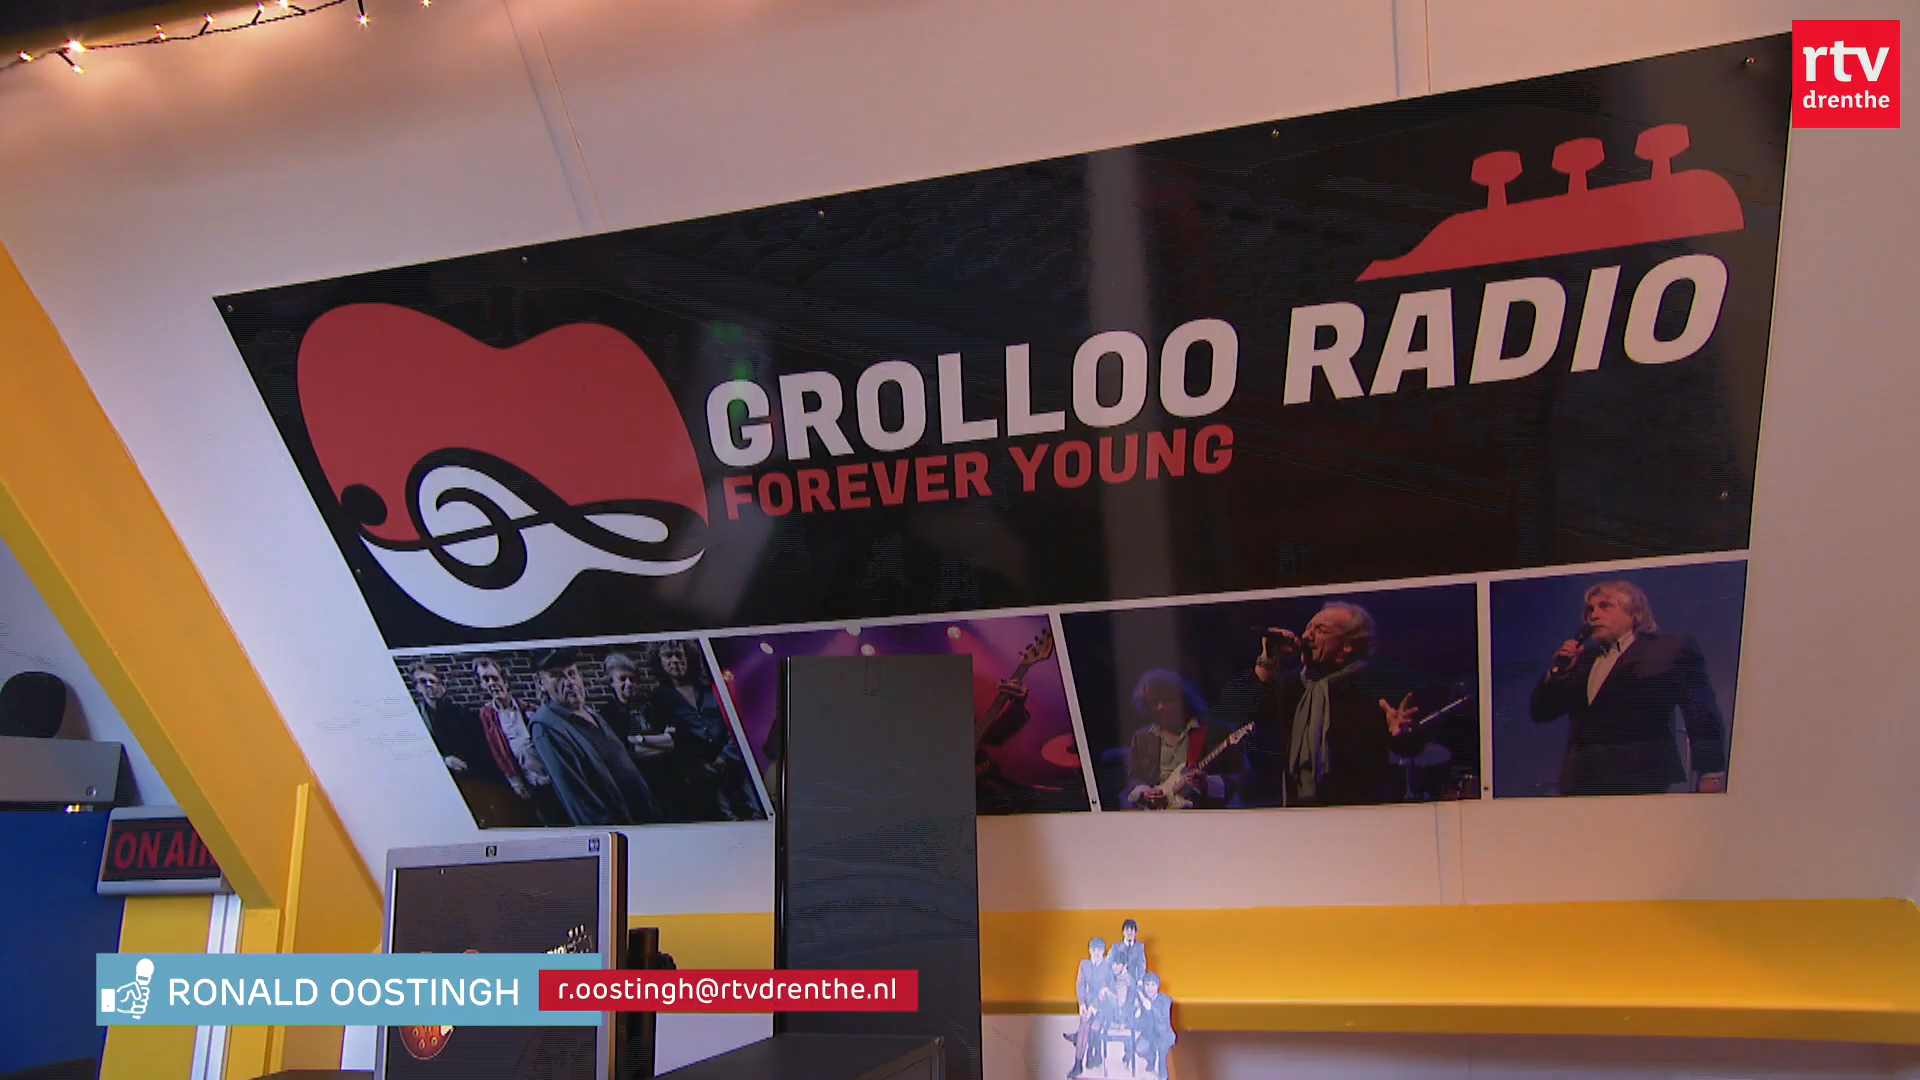 rtv
drenthe
GROLLOO RADIO
FOREVER YOUNG
ON AIR
RONALD OOSTINGH
r.oostingh@rtvdrenthe.nl